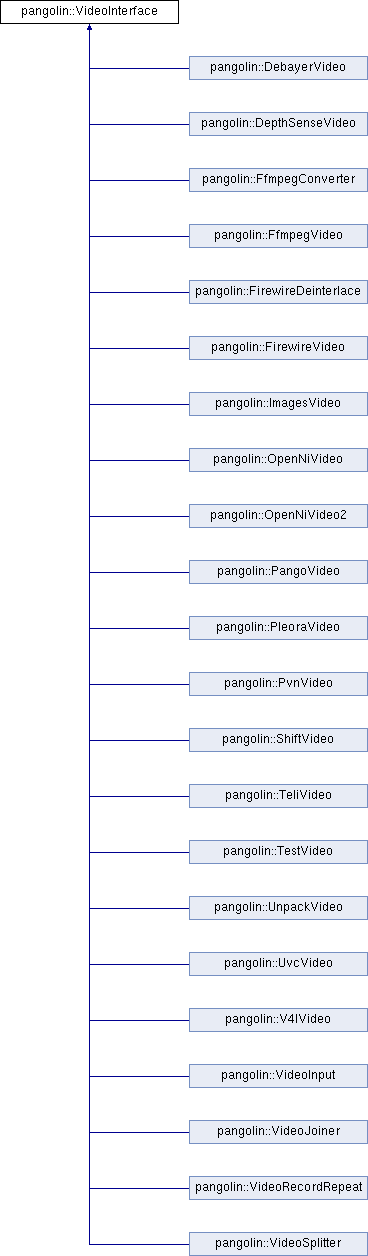 pangolin::VideoInterface
pangolin::DebayerVideo
pangolin::DepthSenseVideo
pangolin::FfmpegConverter
pangolin::FfmpegVideo
pangolin::FirewireDeinterlace
pangolin::FirewireVideo
pangolin::ImagesVideo
pangolin::OpenNiVideo
pangolin::OpenNiVideo2
pangolin::PangoVideo
pangolin::PleoraVideo
pangolin::PvnVideo
pangolin::ShiftVideo
pangolin::TeliVideo
pangolin::TestVideo
pangolin::UnpackVideo
pangolin::UvcVideo
pangolin::V4lVideo
pangolin::VideoInput
pangolin::VideoJoiner
pangolin::VideoRecordRepeat
pangolin::VideoSplitter